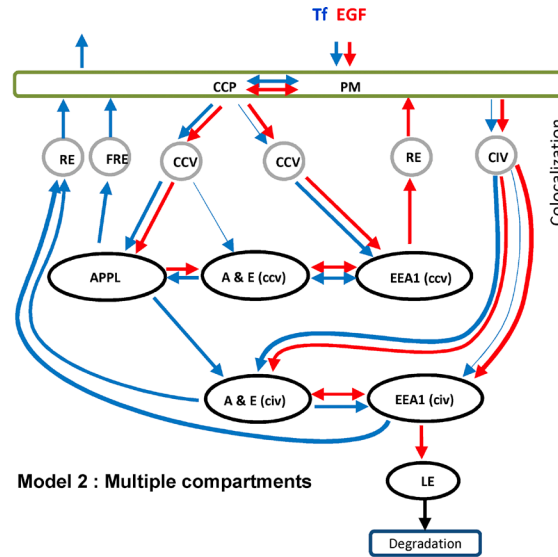 Tf EGF
CCP PM
RE FRE CCV CCV RE CIV
Colocalization
APPL A & E (ccv) EEA1 (ccv)
A & E (civ) EEA1 (civ)
Model 2 : Multiple compartments
LE
Degradation